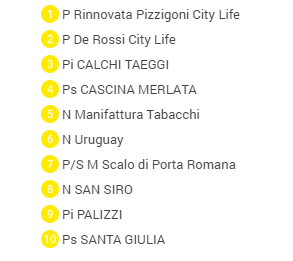 1 P Rinnovata Pizzigoni City Life
2 P De Rossi City Life
3 Pi CALCHI TAEGGI
4 Ps CASCINA MERLATA
5 N Manifattura Tabacchi
6 N Uruguay
7 P/S M Scalo di Porta Romana
8 N SAN SIRO
9 Pi PALIZZI
10 Ps SANTA GIULIA